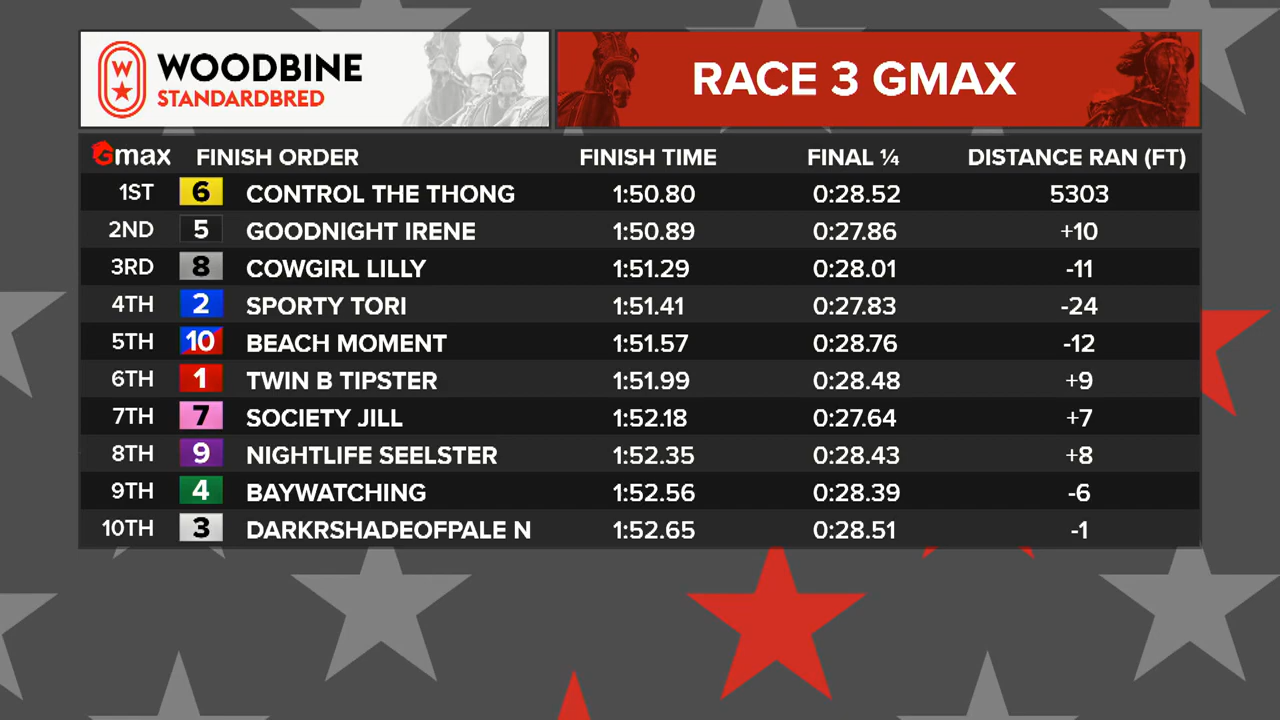 WOODBINE
STANDARDBRED
W
RACE 3 GMAX
Gmax FINISH ORDER FINISH TIME FINAL ¼ DISTANCE RAN (FT)
1ST 6 CONTROL THE THONG 1:50.80 0:28.52 5303
2ND 5 GOODNIGHT IRENE 1:50.89 0:27.86 +10
3RD 8 COWGIRL LILLY 1:51.29 0:28.01 -11
4TH 2 SPORTY TORI 1:51.41 0:27.83 -24
5TH 10 BEACH MOMENT 1:51.57 0:28.76 -12
6TH 1 TWIN B TIPSTER 1:51.99 0:28.48 +9
7TH 7 SOCIETY JILL 1:52.18 0:27.64 +7
8TH 9 NIGHTLIFE SEELSTER 1:52.35 0:28.43 +8
9TH 4 BAYWATCHING 1:52.56 0:28.39 -6
10TH 3 DARKRSHADEOFPALE N 1:52.65 0:28.51 -1